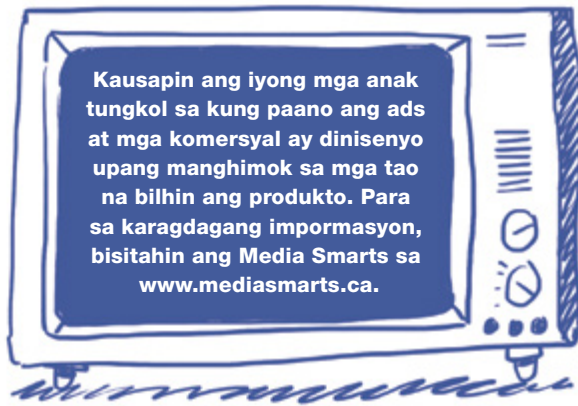 Kausapin ang iyong mga anak
tungkol sa kung paano ang ads
at mga komersyal ay dinisenyo
upang manghimok sa mga tao
na bilhin ang produkto. Para
sa karagdagang impormasyon,
bisitahin ang Media Smarts sa
www.mediasmarts.ca.